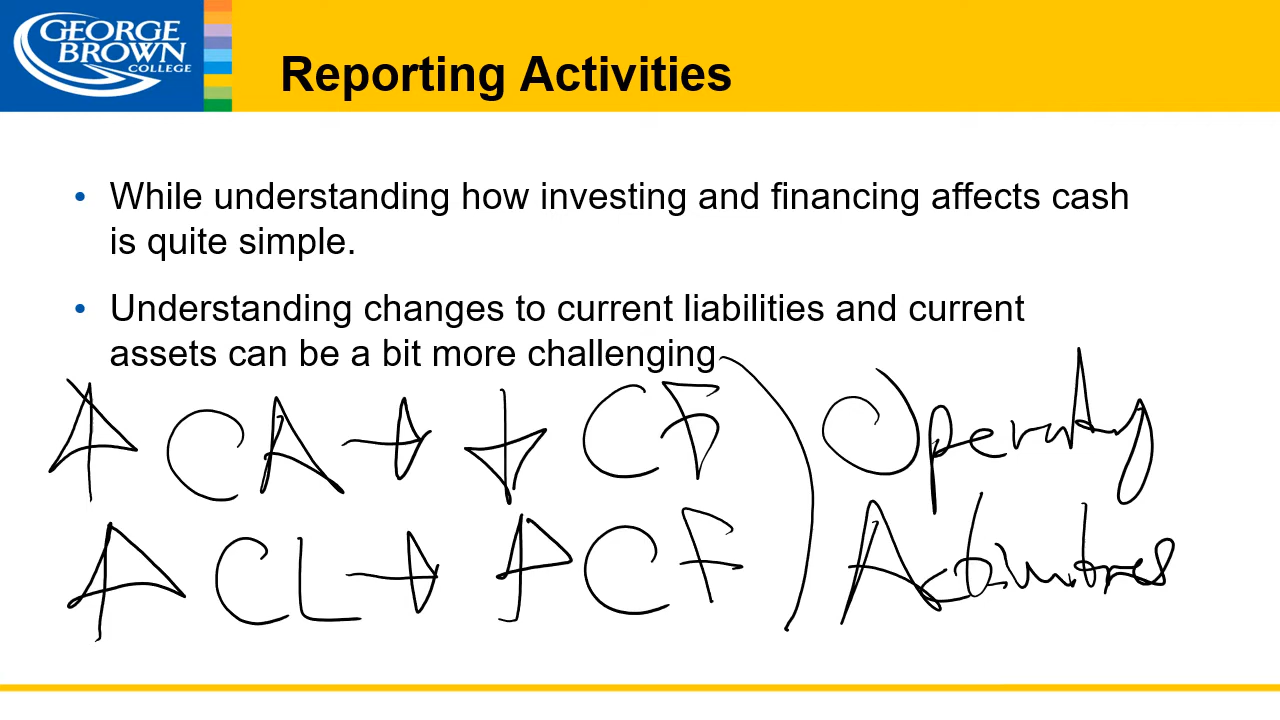 GEORGE
BROWN
COLLEGE
Reporting Activities
• While understanding how investing and financing affects cash
is quite simple.
• Understanding changes to current liabilities and current
assets can be a bit more challenging
↑ CA → ↓ CF
↑ CL → ↑ CF
Operating
Activities